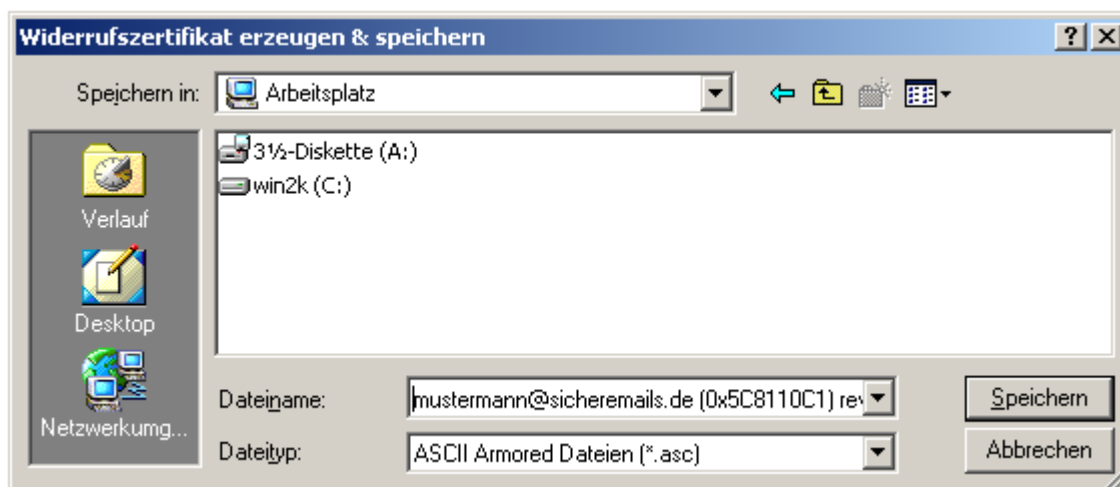 Widerrufszertifikat erzeugen & speichern
Speichern in: Arbeitsplatz
3½-Diskette (A:)
win2k (C:)
Verlauf
Desktop
Netzwerkumg...
Dateiname: mustermann@sicheremails.de (0x5C8110C1) rev
Speichern
Dateityp: ASCII Armored Dateien (*.asc)
Abbrechen